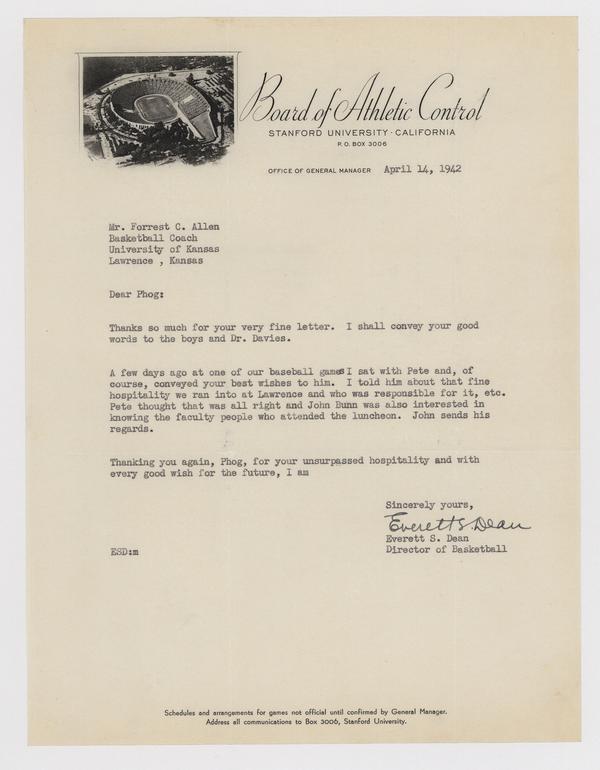 Board of Athletic Control
STANFORD UNIVERSITY · CALIFORNIA
P. O. BOX 3006
OFFICE OF GENERAL MANAGER April 14, 1942
Mr. Forrest C. Allen
Basketball Coach
University of Kansas
Lawrence , Kansas
Dear Phog:
Thanks so much for your very fine letter. I shall convey your good
words to the boys and Dr. Davies.
A few days ago at one of our baseball games I sat with Pete and, of
course, conveyed your best wishes to him. I told him about that fine
hospitality we ran into at Lawrence and who was responsible for it, etc.
Pete thought that was all right and John Bunn was also interested in
knowing the faculty people who attended the luncheon. John sends his
regards.
Thanking you again, Phog, for your unsurpassed hospitality and with
every good wish for the future, I am
Sincerely yours,
Everett S. Dean
Everett S. Dean
Director of Basketball
ESD:m
Schedules and arrangements for games not official until confirmed by General Manager.
Address all communications to Box 3006, Stanford University.